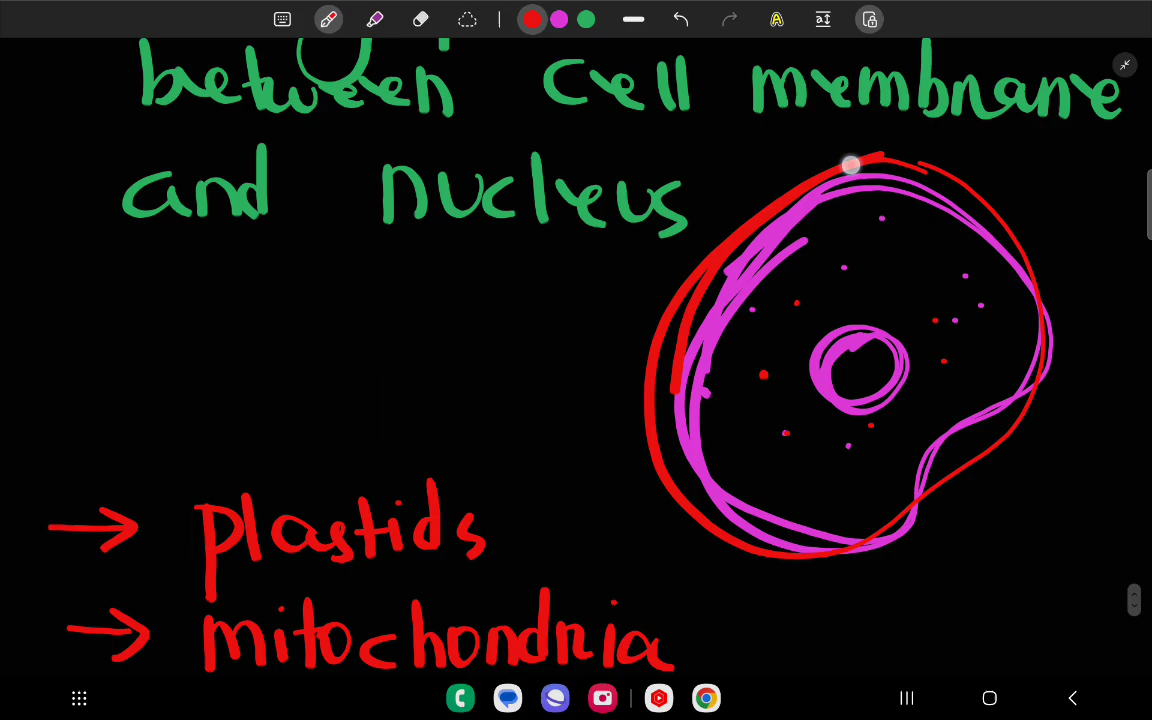 between cell membrane
and nucleus
→ plastids
→ mitochondria